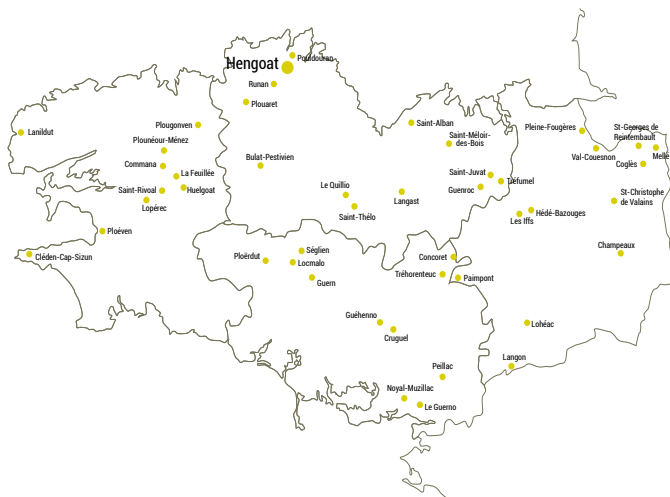 Pouldouran
Hengoat
Runan
Plouaret
Plougonven
Lanildut
Plounéour-Ménez
Commana
La Feuillée
Saint-Rivoal
Huelgoat
Lopérec
Bulat-Pestivien
Saint-Alban
Saint-Méloir-
des-Bois
Pleine-Fougères
St-Georges de
Reintembault
Val-Couesnon
Mellé
Coglès
Saint-Juvat
Tréfumel
Guenroc
Le Quillio
Langast
Saint-Thélo
St-Christophe
de Valains
Hédé-Bazouges
Les Iffs
Ploéven
Cléden-Cap-Sizun
Champeaux
Séglien
Ploërdut
Locmalo
Guern
Concoret
Tréhorenteuc
Paimpont
Guéhenno
Cruguel
Lohéac
Langon
Peillac
Noyal-Muzillac
Le Guerno